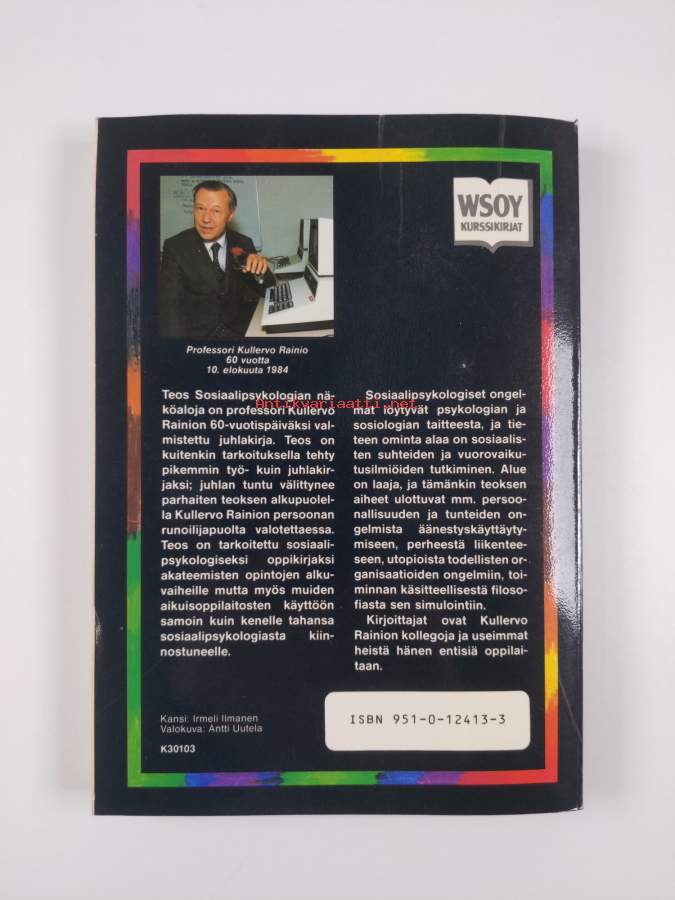 WSOY
KURSSIKIRJAT
Professori Kullervo Rainio
60 vuotta
10. elokuuta 1984
Teos Sosiaalipsykologian nä-
köaloja on professori Kullervo
Rainion 60-vuotispäiväksi val-
mistettu juhlakirja. Teos on
kuitenkin tarkoituksella tehty
pikemmin työ- kuin juhlakir-
jaksi; juhlan tuntu välittynee
parhaiten teoksen alkupuolel-
la Kullervo Rainion persoonan
runoilijapuolta valotettaessa.
Teos on tarkoitettu sosiaali-
psykologiseksi oppikirjaksi
akateemisten opintojen alku-
vaiheille mutta myös muiden
aikuisoppilaitosten käyttöön
samoin kuin kenelle tahansa
sosiaalipsykologiasta kiin-
nostuneelle.
Sosiaalipsykologiset ongel-
mat löytyvät psykologian ja
sosiologian taitteesta, ja tie-
teen ominta alaa on sosiaalis-
ten suhteiden ja vuorovaiku-
tusilmiöiden tutkiminen. Alue
on laaja, ja tämänkin teoksen
aiheet ulottuvat mm. persoo-
nallisuuden ja tunteiden on-
gelmista äänestyskäyttäyty-
miseen, perheestä liikentee-
seen, utopioista todellisten or-
ganisaatioiden ongelmiin, toi-
minnan käsitteellisestä filoso-
fiasta sen simulointiin.
Kirjoittajat ovat Kullervo
Rainion kollegoja ja useimmat
heistä hänen entisiä oppilai-
taan.
Antikvariaatti.net
Kansi: Irmeli Ilmanen
Valokuva: Antti Uutela
K30103
ISBN 951-0-12413-3